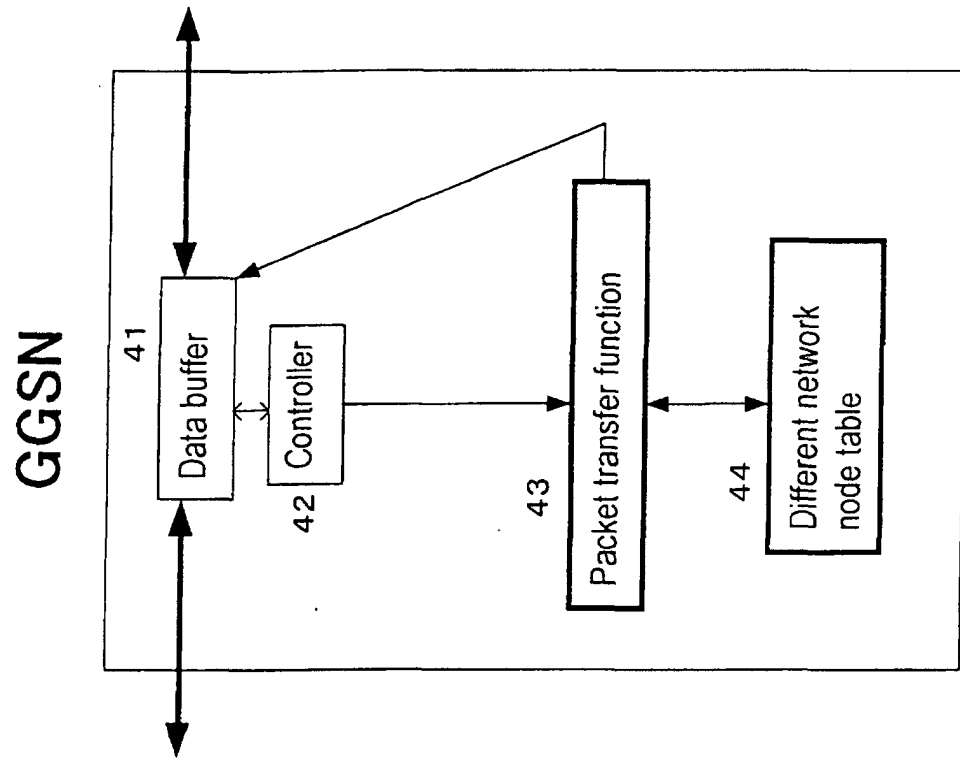 GGSN
41
Data buffer
42
Controller
43
Packet transfer function
44
Different network
node table